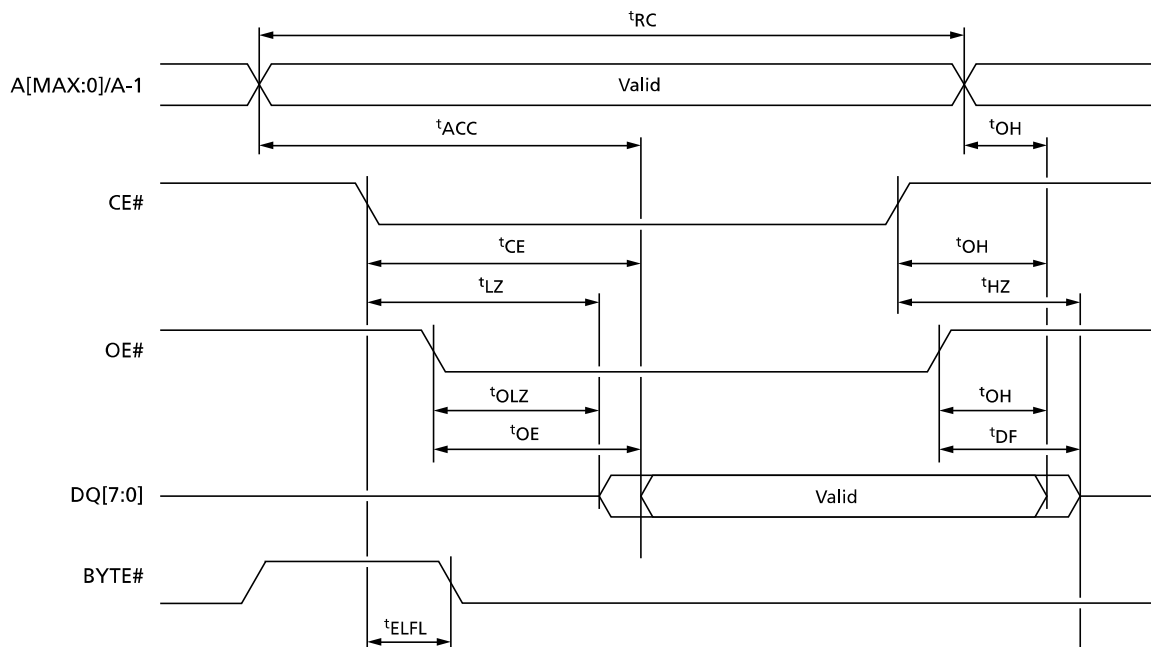 tRC
A[MAX:0]/A-1
Valid
tACC
tOH
CE#
tCE
tOH
tLZ
tHZ
OE#
tOLZ
tOH
tOE
tDF
DQ[7:0]
Valid
BYTE#
tELFL